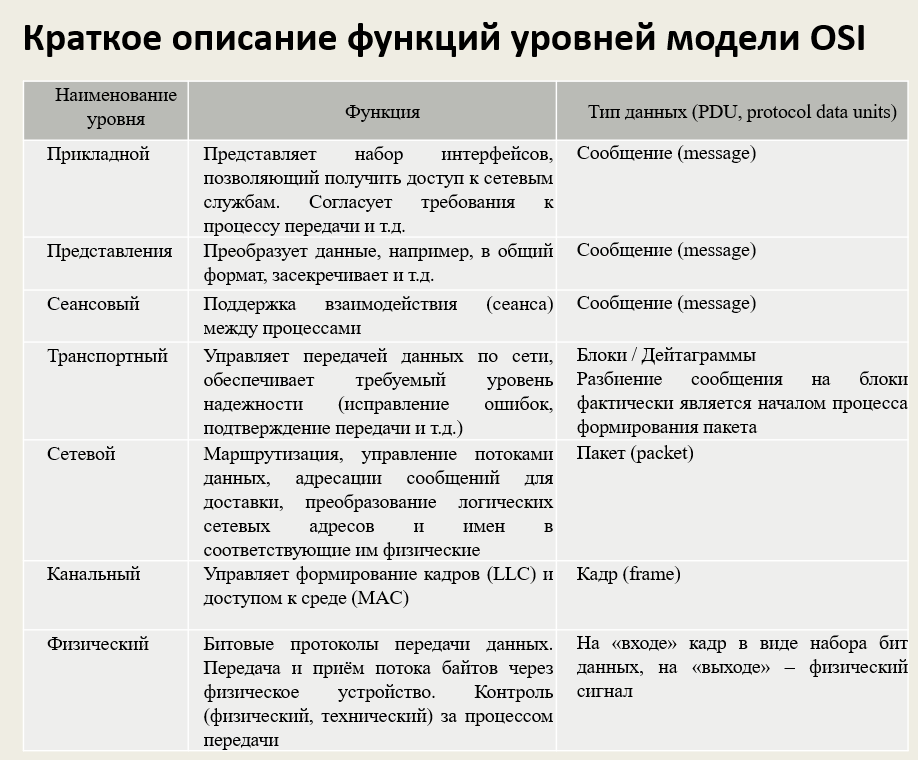 Краткое описание функций уровней модели OSI
Наименование
уровня
Функция
Тип данных (PDU, protocol data units)
Прикладной
Представляет набор интерфейсов,
позволяющий получить доступ к сетевым
службам. Согласует требования к
процессу передачи и т.д.
Сообщение (message)
Представления
Преобразует данные, например, в общий
формат, засекречивает и т.д.
Сообщение (message)
Сеансовый
Поддержка взаимодействия (сеанса)
между процессами
Сообщение (message)
Транспортный
Управляет передачей данных по сети,
обеспечивает требуемый уровень
надежности (исправление ошибок,
подтверждение передачи и т.д.)
Блоки / Дейтаграммы
Разбиение сообщения на блоки
фактически является началом процесса
формирования пакета
Сетевой
Маршрутизация, управление потоками
данных, адресации сообщений для
доставки, преобразование логических
сетевых адресов и имен в
соответствующие им физические
Пакет (packet)
Канальный
Управляет формирование кадров (LLC) и
доступом к среде (MAC)
Кадр (frame)
Физический
Битовые протоколы передачи данных.
Передача и приём потока байтов через
физическое устройство. Контроль
(физический, технический) за процессом
передачи
На «входе» кадр в виде набора бит
данных, на «выходе» – физический
сигнал